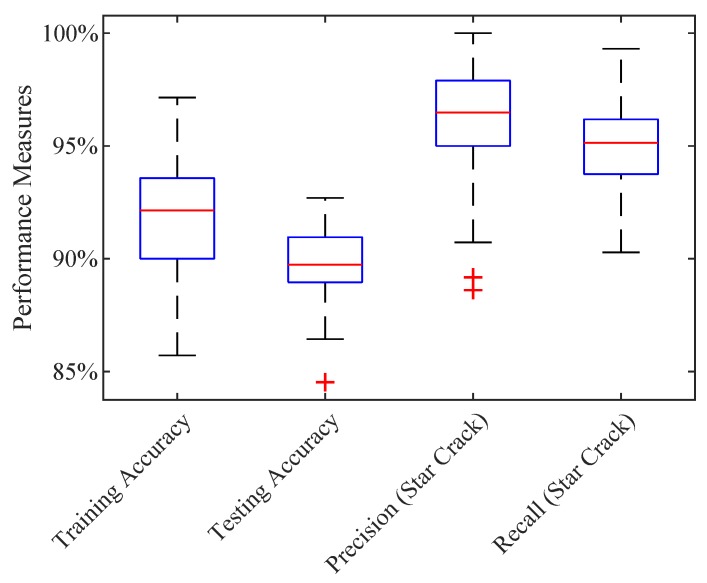 Performance Measures
100%
95%
90%
85%
Training Accuracy
Testing Accuracy
Precision (Star Crack)
Recall (Star Crack)